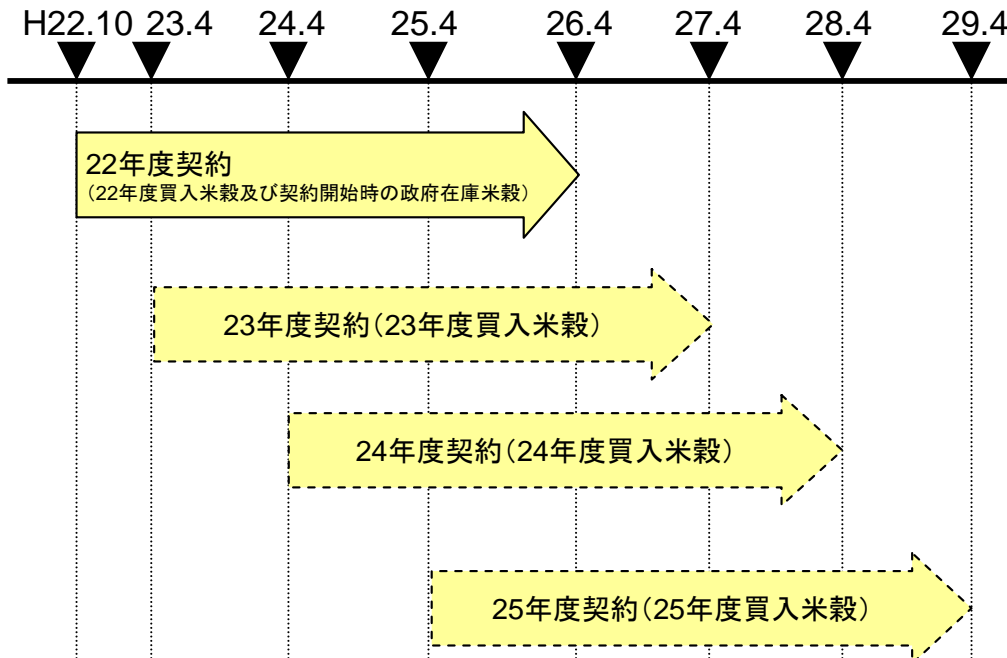 H22.10 23.4 24.4 25.4 26.4 27.4 28.4 29.4
22年度契約
（22年度買入米穀及び契約開始時の政府在庫米穀）
23年度契約（23年度買入米穀）
24年度契約（24年度買入米穀）
25年度契約（25年度買入米穀）